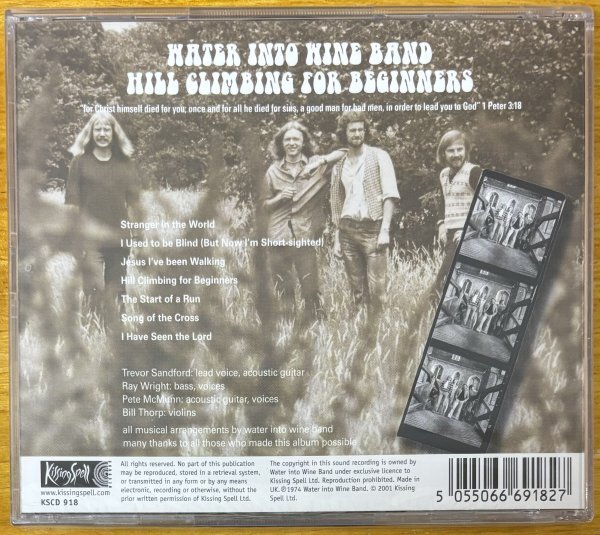 WATER INTO WINE BAND
HILL CLIMBING FOR BEGINNERS
"for Christ himself died for you; once and for all he died for sins, a good man for bad men, in order to lead you to God" 1 Peter 3:18
Stranger in the World
I Used to be Blind (But Now I'm Short-sighted)
Jesus I've been Walking
Hill Climbing for Beginners
The Start of a Run
Song of the Cross
I Have Seen the Lord
Trevor Sandford: lead voice, acoustic guitar
Ray Wright: bass, voices
Pete McMunn: acoustic guitar, voices
Bill Thorp: violins
all musical arrangements by water into wine band
many thanks to all those who made this album possible
Kissing Spell
www.kissingspell.com
KSCD 918
All rights reserved. No part of this publication
may be reproduced, stored in a retrieval system,
or transmitted in any form or by any means
electronic, recording or otherwise, without the
prior written permission of Kissing Spell Ltd.
The copyright in this sound recording is owned by
Water into Wine Band under exclusive licence to
Kissing Spell Ltd. Reproduction prohibited. Made in
U.K. ℗1974 Water into Wine Band. © 2001 Kissing
Spell Ltd.
5 055066 691827